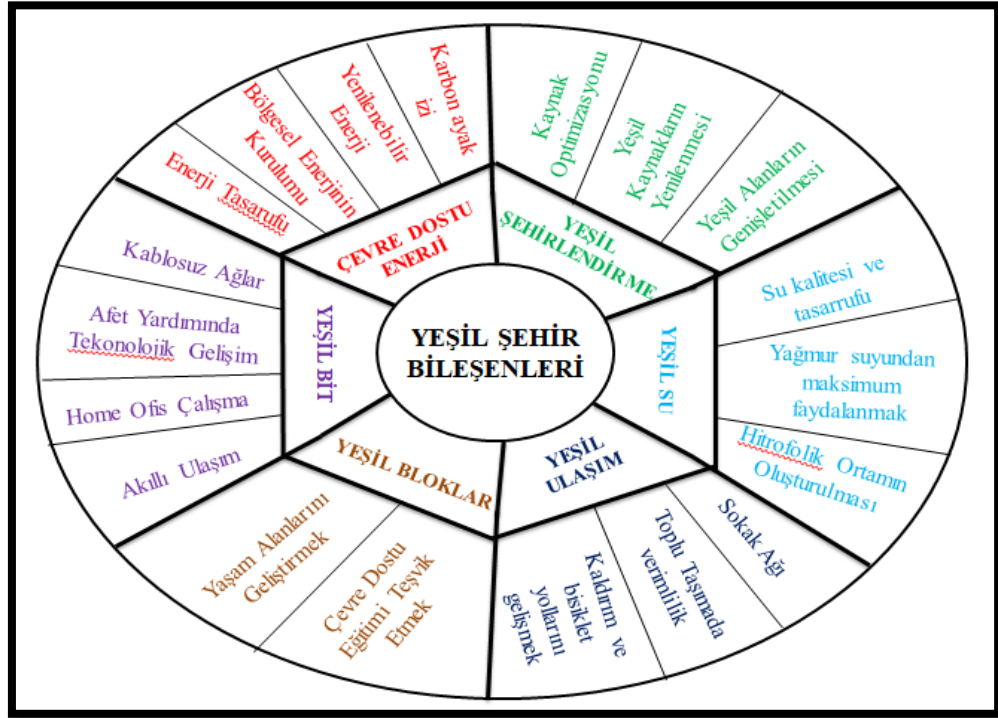 YEŞİL ŞEHİR
BİLEŞENLERİ
ÇEVRE DOSTU
ENERJİ
Enerji Tasarufu
Bölgesel Enerjinin
Kurulumu
Yenilenebilir
Enerji
Karbon ayak
izi
YEŞİL
ŞEHİRLENDİRME
Kaynak
Optimizasyonu
Yeşil
Kaynakların
Yenilenmesi
Yeşil Alanların
Genişletilmesi
YEŞİL SU
Su kalitesi ve
tasarrufu
Yağmur suyundan
maksimum
faydalanmak
Hitrofolik Ortamın
Oluşturulması
YEŞİL
ULAŞIM
Sokak Ağı
Toplu Taşımada
verimlilik
Kaldırım ve
bisiklet
yollarını
gelişmek
YEŞİL BLOKLAR
Çevre Dostu
Eğitimi Teşvik
Etmek
Yaşam Alanlarını
Geliştirmek
YEŞİL BİT
Akıllı Ulaşım
Home Ofis Çalışma
Afet Yardımında
Tekonolojik Gelişim
Kablosuz Ağlar